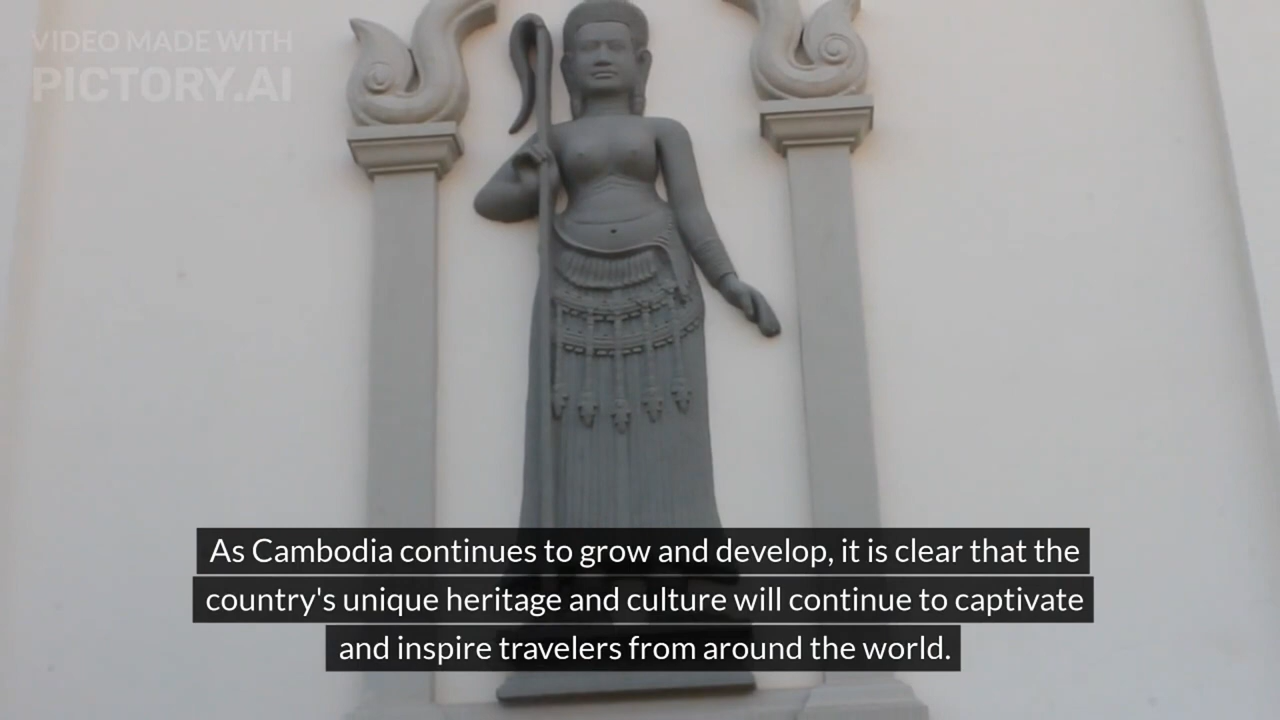 VIDEO MADE WITH
PICTORY.AI
As Cambodia continues to grow and develop, it is clear that the
country's unique heritage and culture will continue to captivate
and inspire travelers from around the world.